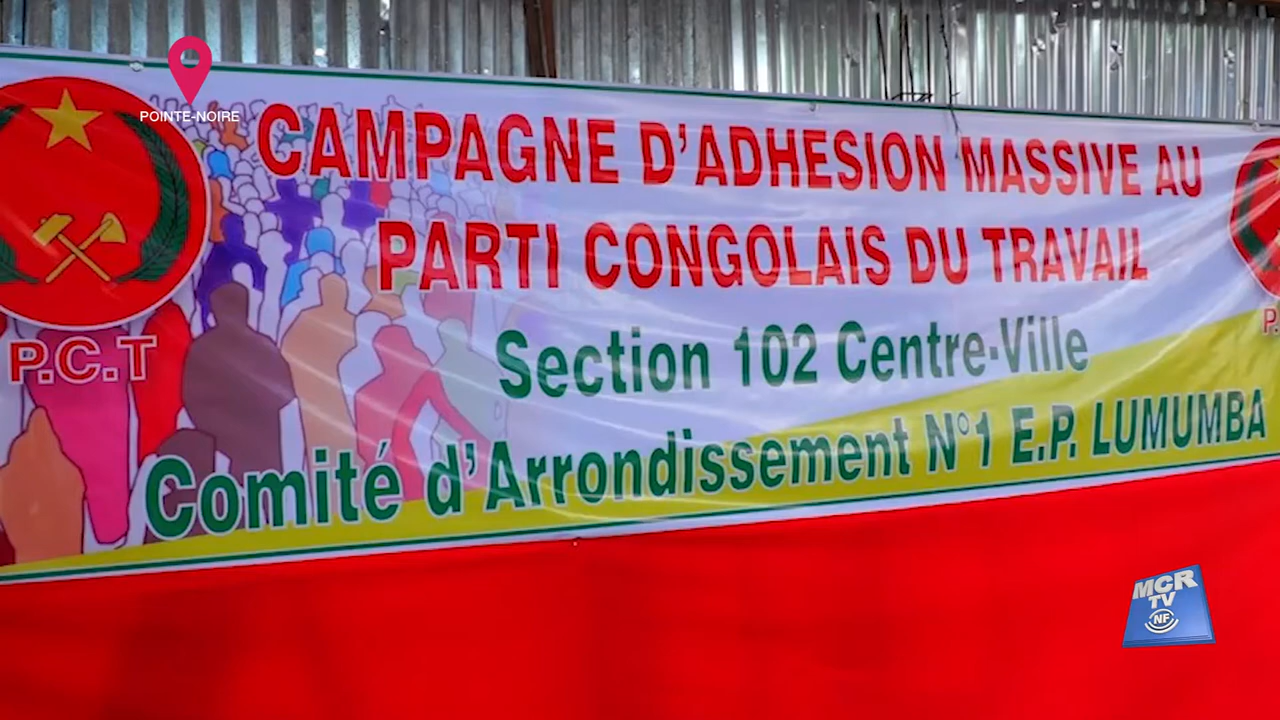 POINTE-NOIRE
CAMPAGNE D'ADHESION MASSIVE AU
PARTI CONGOLAIS DU TRAVAIL
P.C.T
Section 102 Centre-Ville
Comité d'Arrondissement N°1 E.P. LUMUMBA
MCR
TV
NF